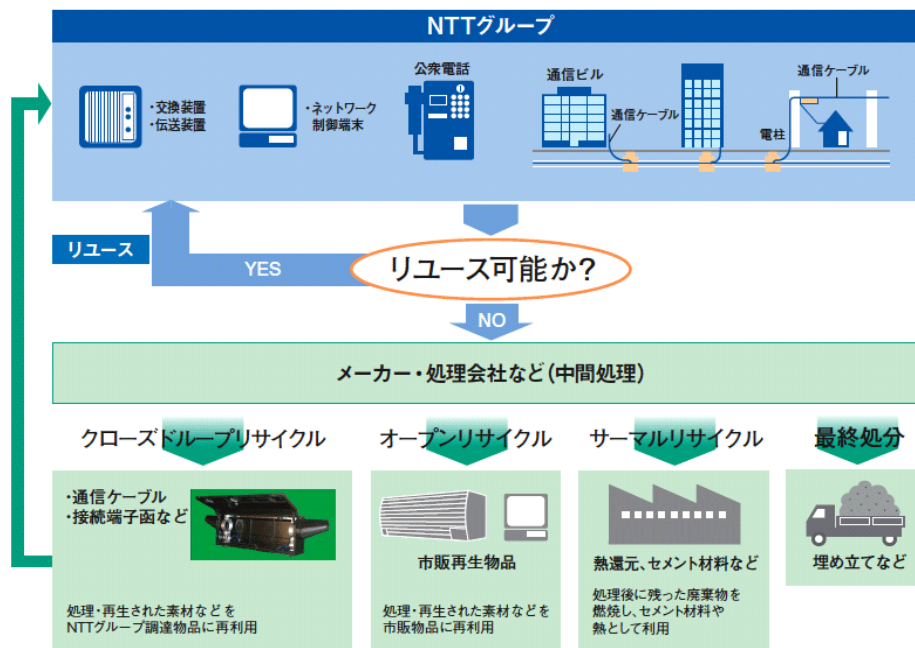 NTTグループ
・交換装置
・伝送装置
・ネットワーク
制御端末
公衆電話
通信ビル
通信ケーブル
電柱
通信ケーブル
リユース
YES
リユース可能か?
NO
メーカー・処理会社など(中間処理)
クローズドループリサイクル
・通信ケーブル
・接続端子函など
処理・再生された素材などを
NTTグループ調達物品に再利用
オープンリサイクル
市販再生物品
処理・再生された素材などを
市販物品に再利用
サーマルリサイクル
熱還元、セメント材料など
処理後に残った廃棄物を
燃焼し、セメント材料や
熱として利用
最終処分
埋め立てなど